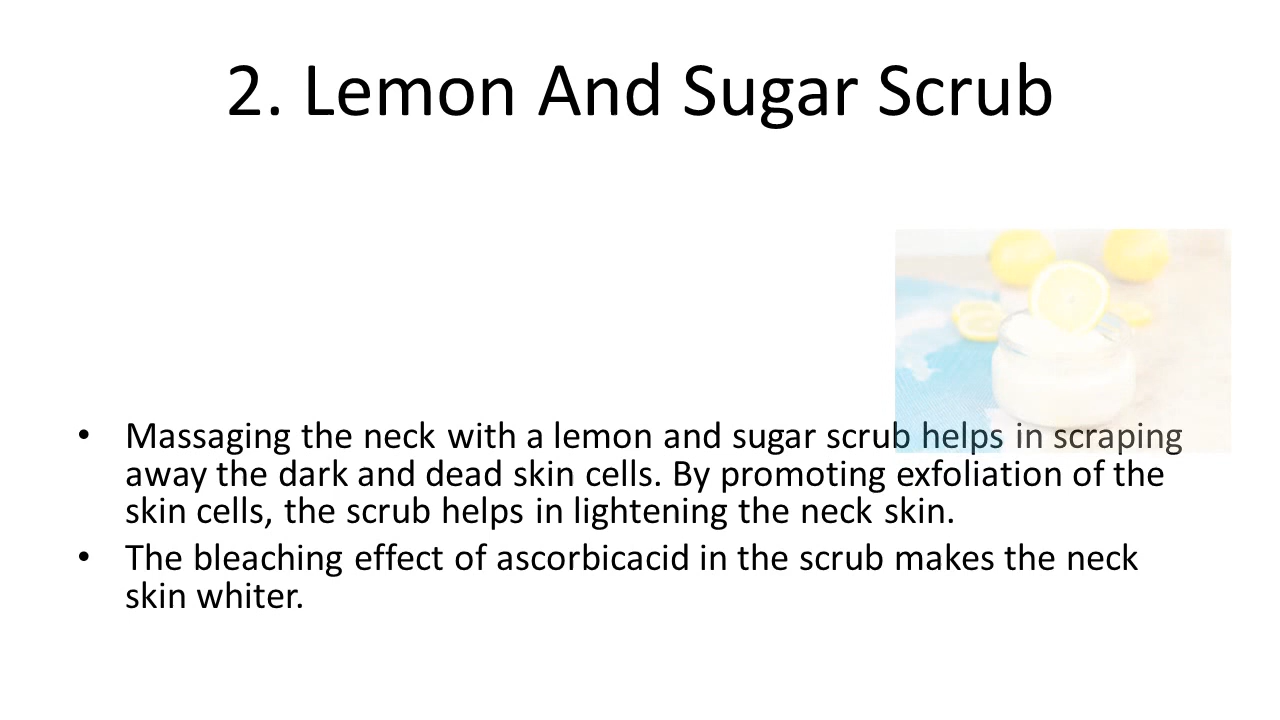 2. Lemon And Sugar Scrub
• Massaging the neck with a lemon and sugar scrub helps in scraping
away the dark and dead skin cells. By promoting exfoliation of the
skin cells, the scrub helps in lightening the neck skin.
• The bleaching effect of ascorbicacid in the scrub makes the neck
skin whiter.